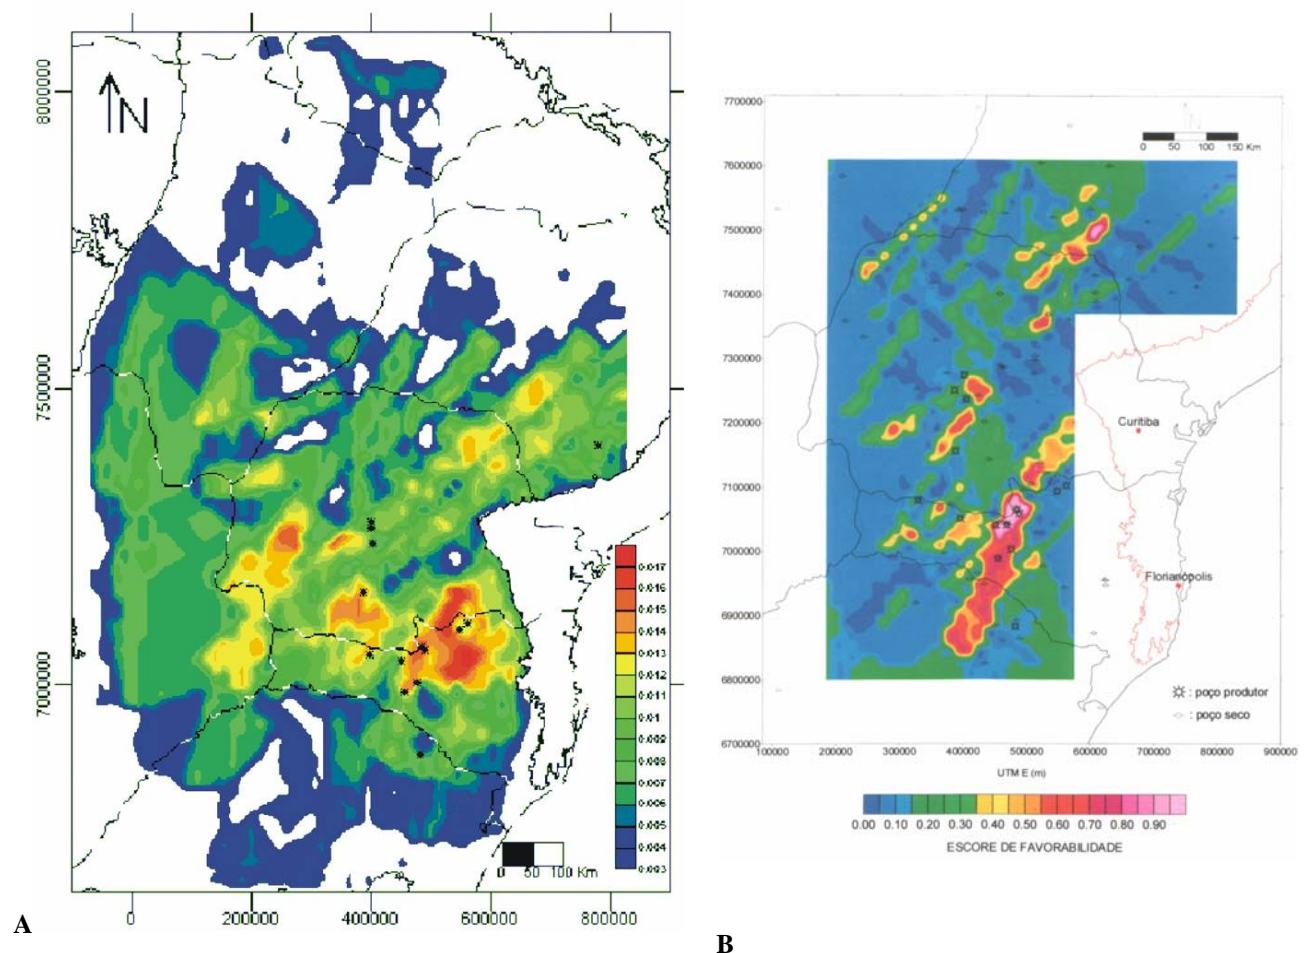 N
8000000
7500000
7000000
0.017
0.016
0.015
0.014
0.013
0.012
0.011
0.01
0.009
0.008
0.007
0.006
0.005
0.004
0.003
0 50 100 Km
0 200000 400000 600000 800000
A
7700000
7600000
7500000
7400000
7300000
7200000
7100000
7000000
6900000
6800000
6700000
N
0 50 100 150 Km
Curitiba
Florianópolis
: poço produtor
: poço seco
100000 200000 300000 400000 500000 600000 700000 800000 900000
UTM E (m)
0.00 0.10 0.20 0.30 0.40 0.50 0.60 0.70 0.80 0.90
ESCORE DE FAVORABILIDADE
B